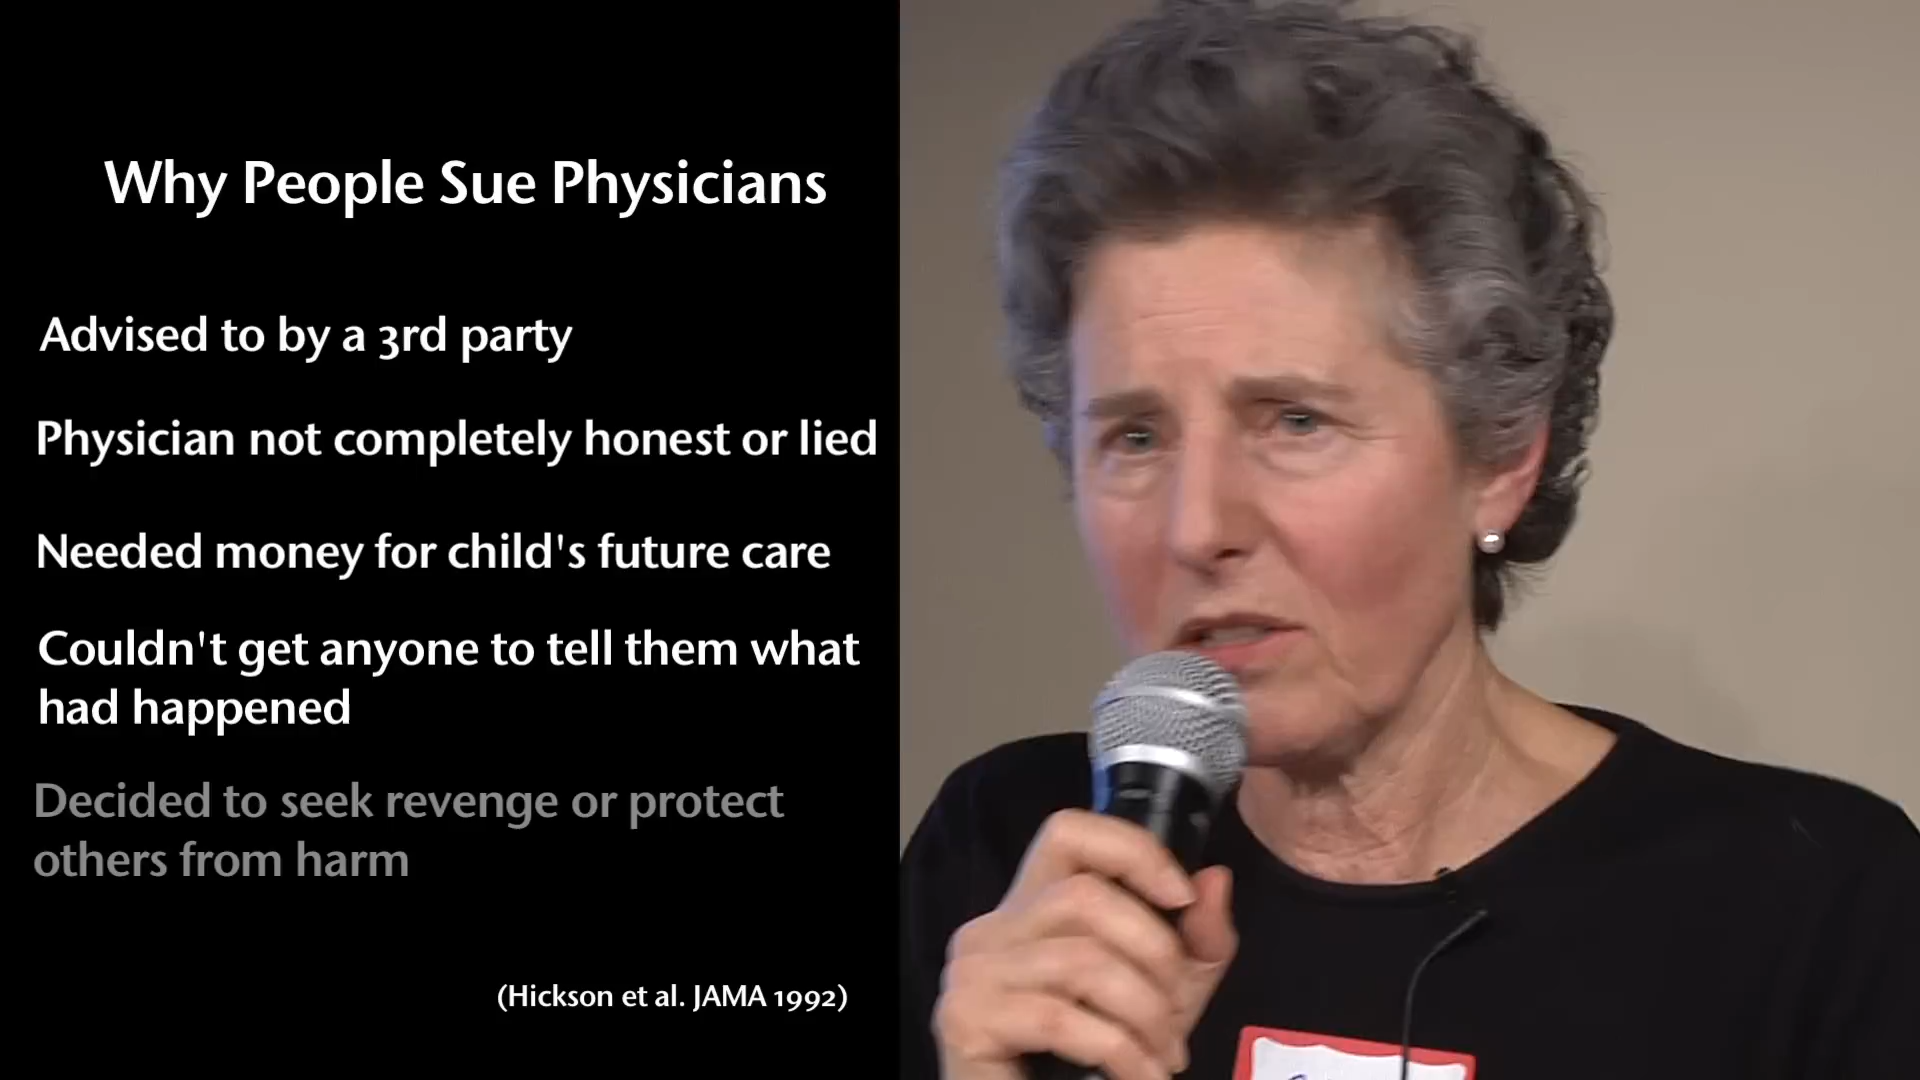 Why People Sue Physicians
Advised to by a 3rd party
Physician not completely honest or lied
Needed money for child's future care
Couldn't get anyone to tell them what
had happened
Decided to seek revenge or protect
others from harm
(Hickson et al. JAMA 1992)